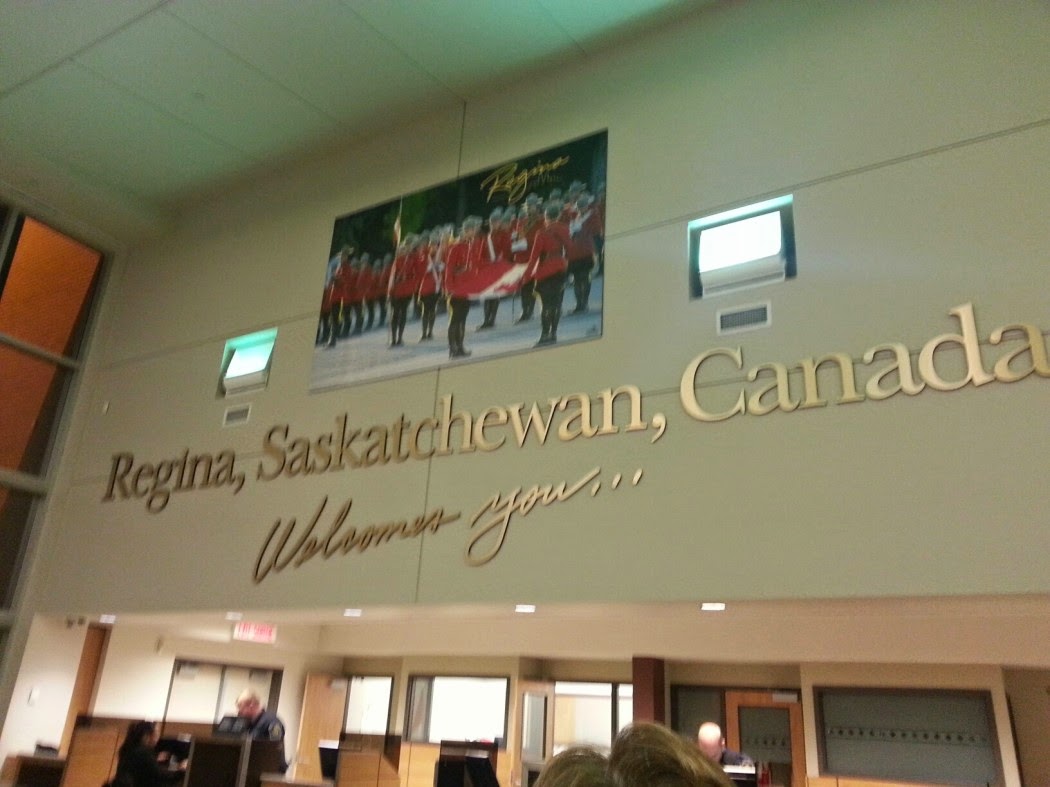 Regina
Regina, Saskatchewan, Canada
Welcomes you...